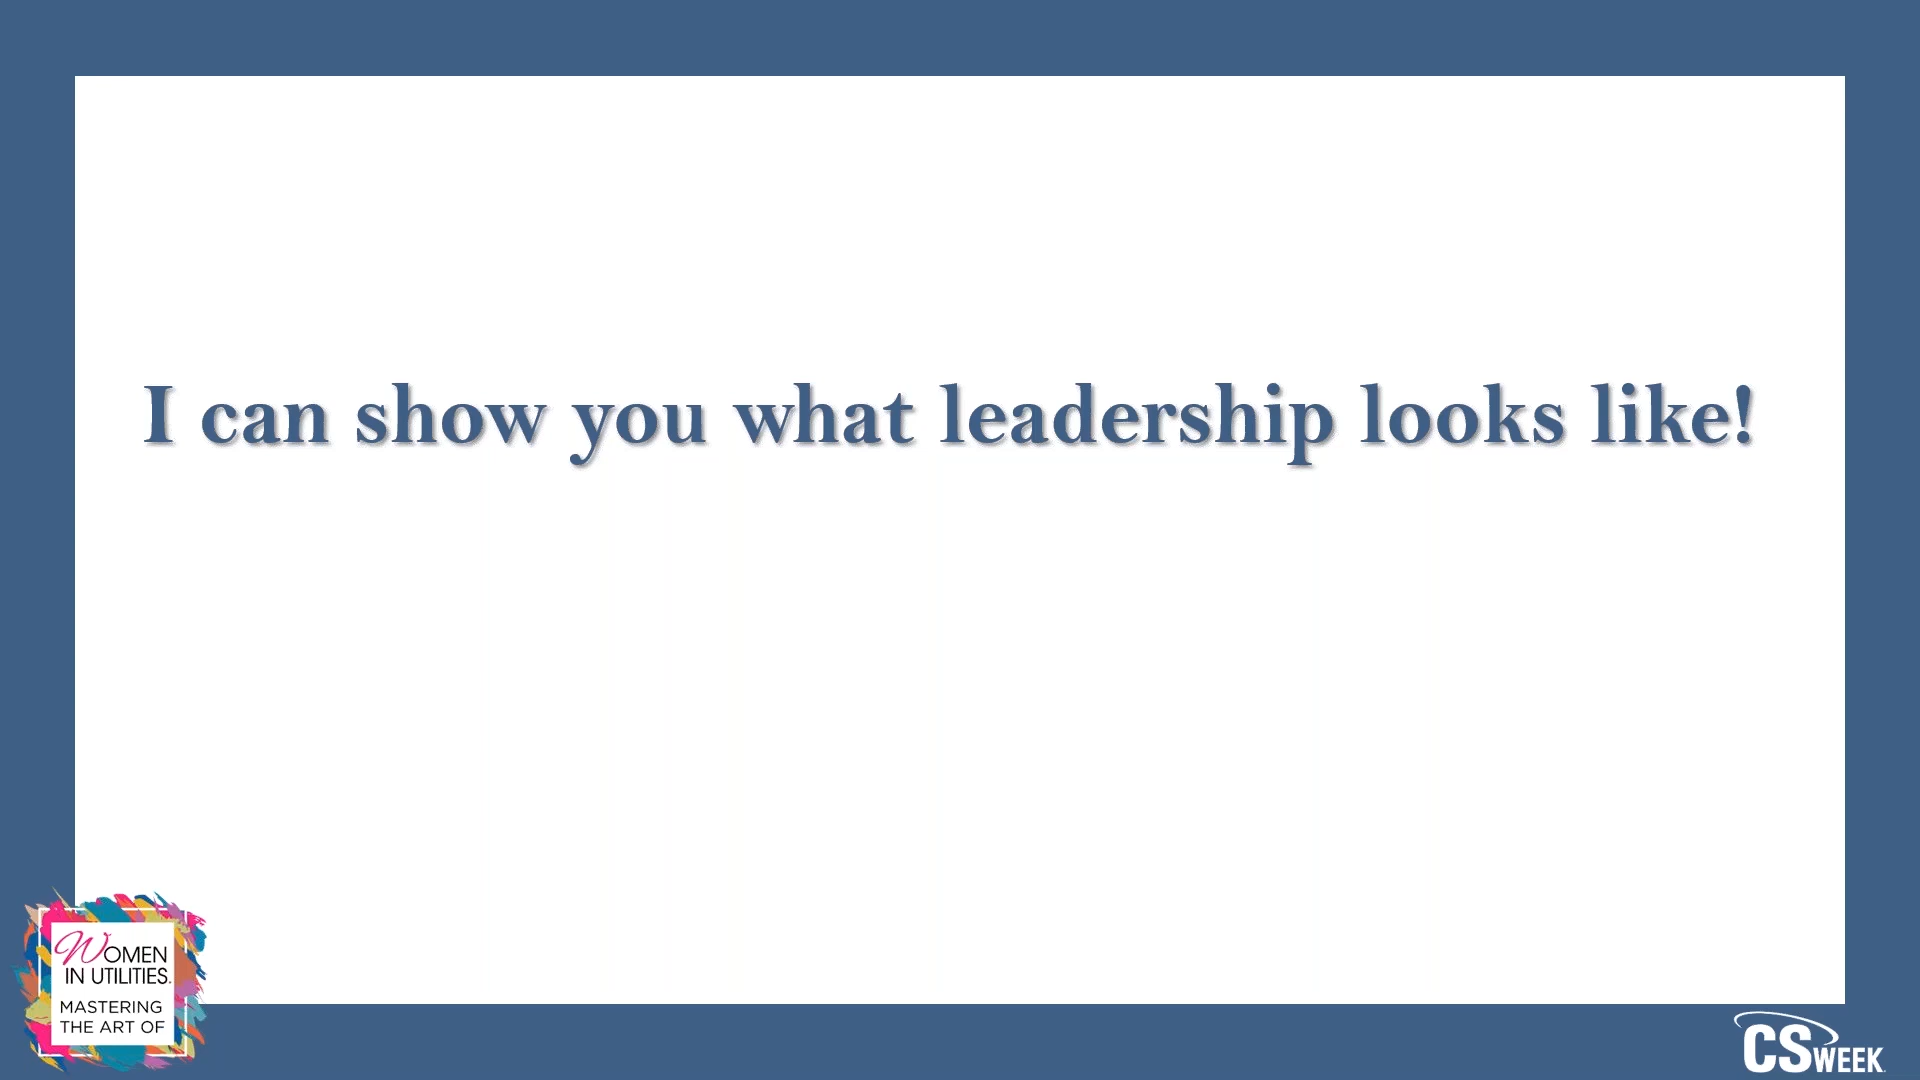 I can show you what leadership looks like!
WOMEN
IN UTILITIES.
MASTERING
THE ART OF
CSWEEK